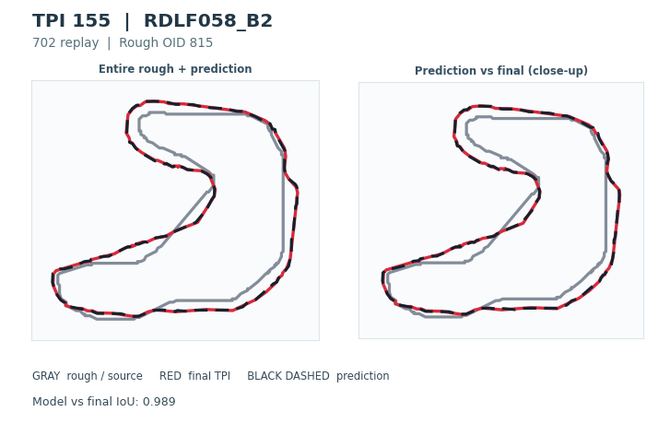 TPI 155 | RDLF058_B2
702 replay | Rough OID 815
Entire rough + prediction
Prediction vs final (close-up)
GRAY rough / source RED final TPI BLACK DASHED prediction
Model vs final IoU: 0.989